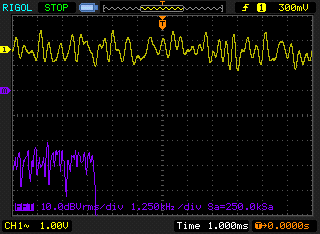 RIGOL STOP T f 1 300mV
T
1
M
FFT 10.0dBVrms/div 1.250kHz/div Sa=250.0kSa
CH1~ 1.00V Time 1.000ms T→0.0000s